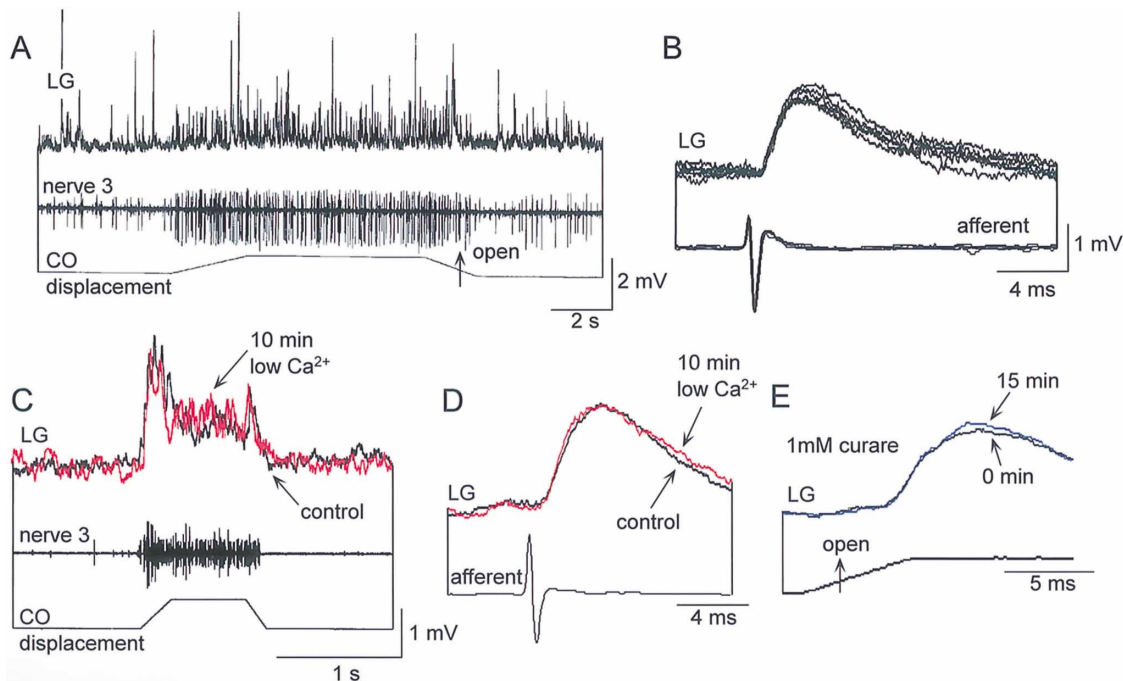 A
LG
nerve 3
CO
displacement
open
2 mV
2 s
B
LG
afferent
1 mV
4 ms
C
10 min
low Ca²⁺
LG
control
nerve 3
CO
displacement
1 mV
1 s
D
10 min
low Ca²⁺
LG
control
afferent
4 ms
E
15 min
1mM curare
0 min
LG
open
5 ms